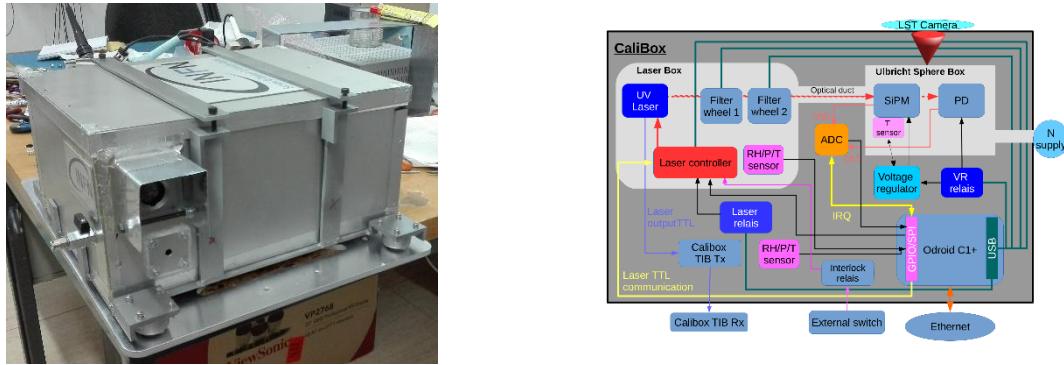 INFN
VP2768
ViewSonic
LST Camera
CaliBox
Laser Box
Ulbricht Sphere Box
UV
Laser
Filter
wheel 1
Filter
wheel 2
Optical duct
SiPM
PD
T
sensor
N
supply
ADC
Laser controller
RH/P/T
sensor
Voltage
regulator
VR
relais
IRQ
Laser
outputTTL
Laser
relais
Calibox
TIB Tx
RH/P/T
sensor
Interlock
relais
GPIO/SPI
Odroid C1+
USB
Laser TTL
communication
Calibox TIB Rx
External switch
Ethernet